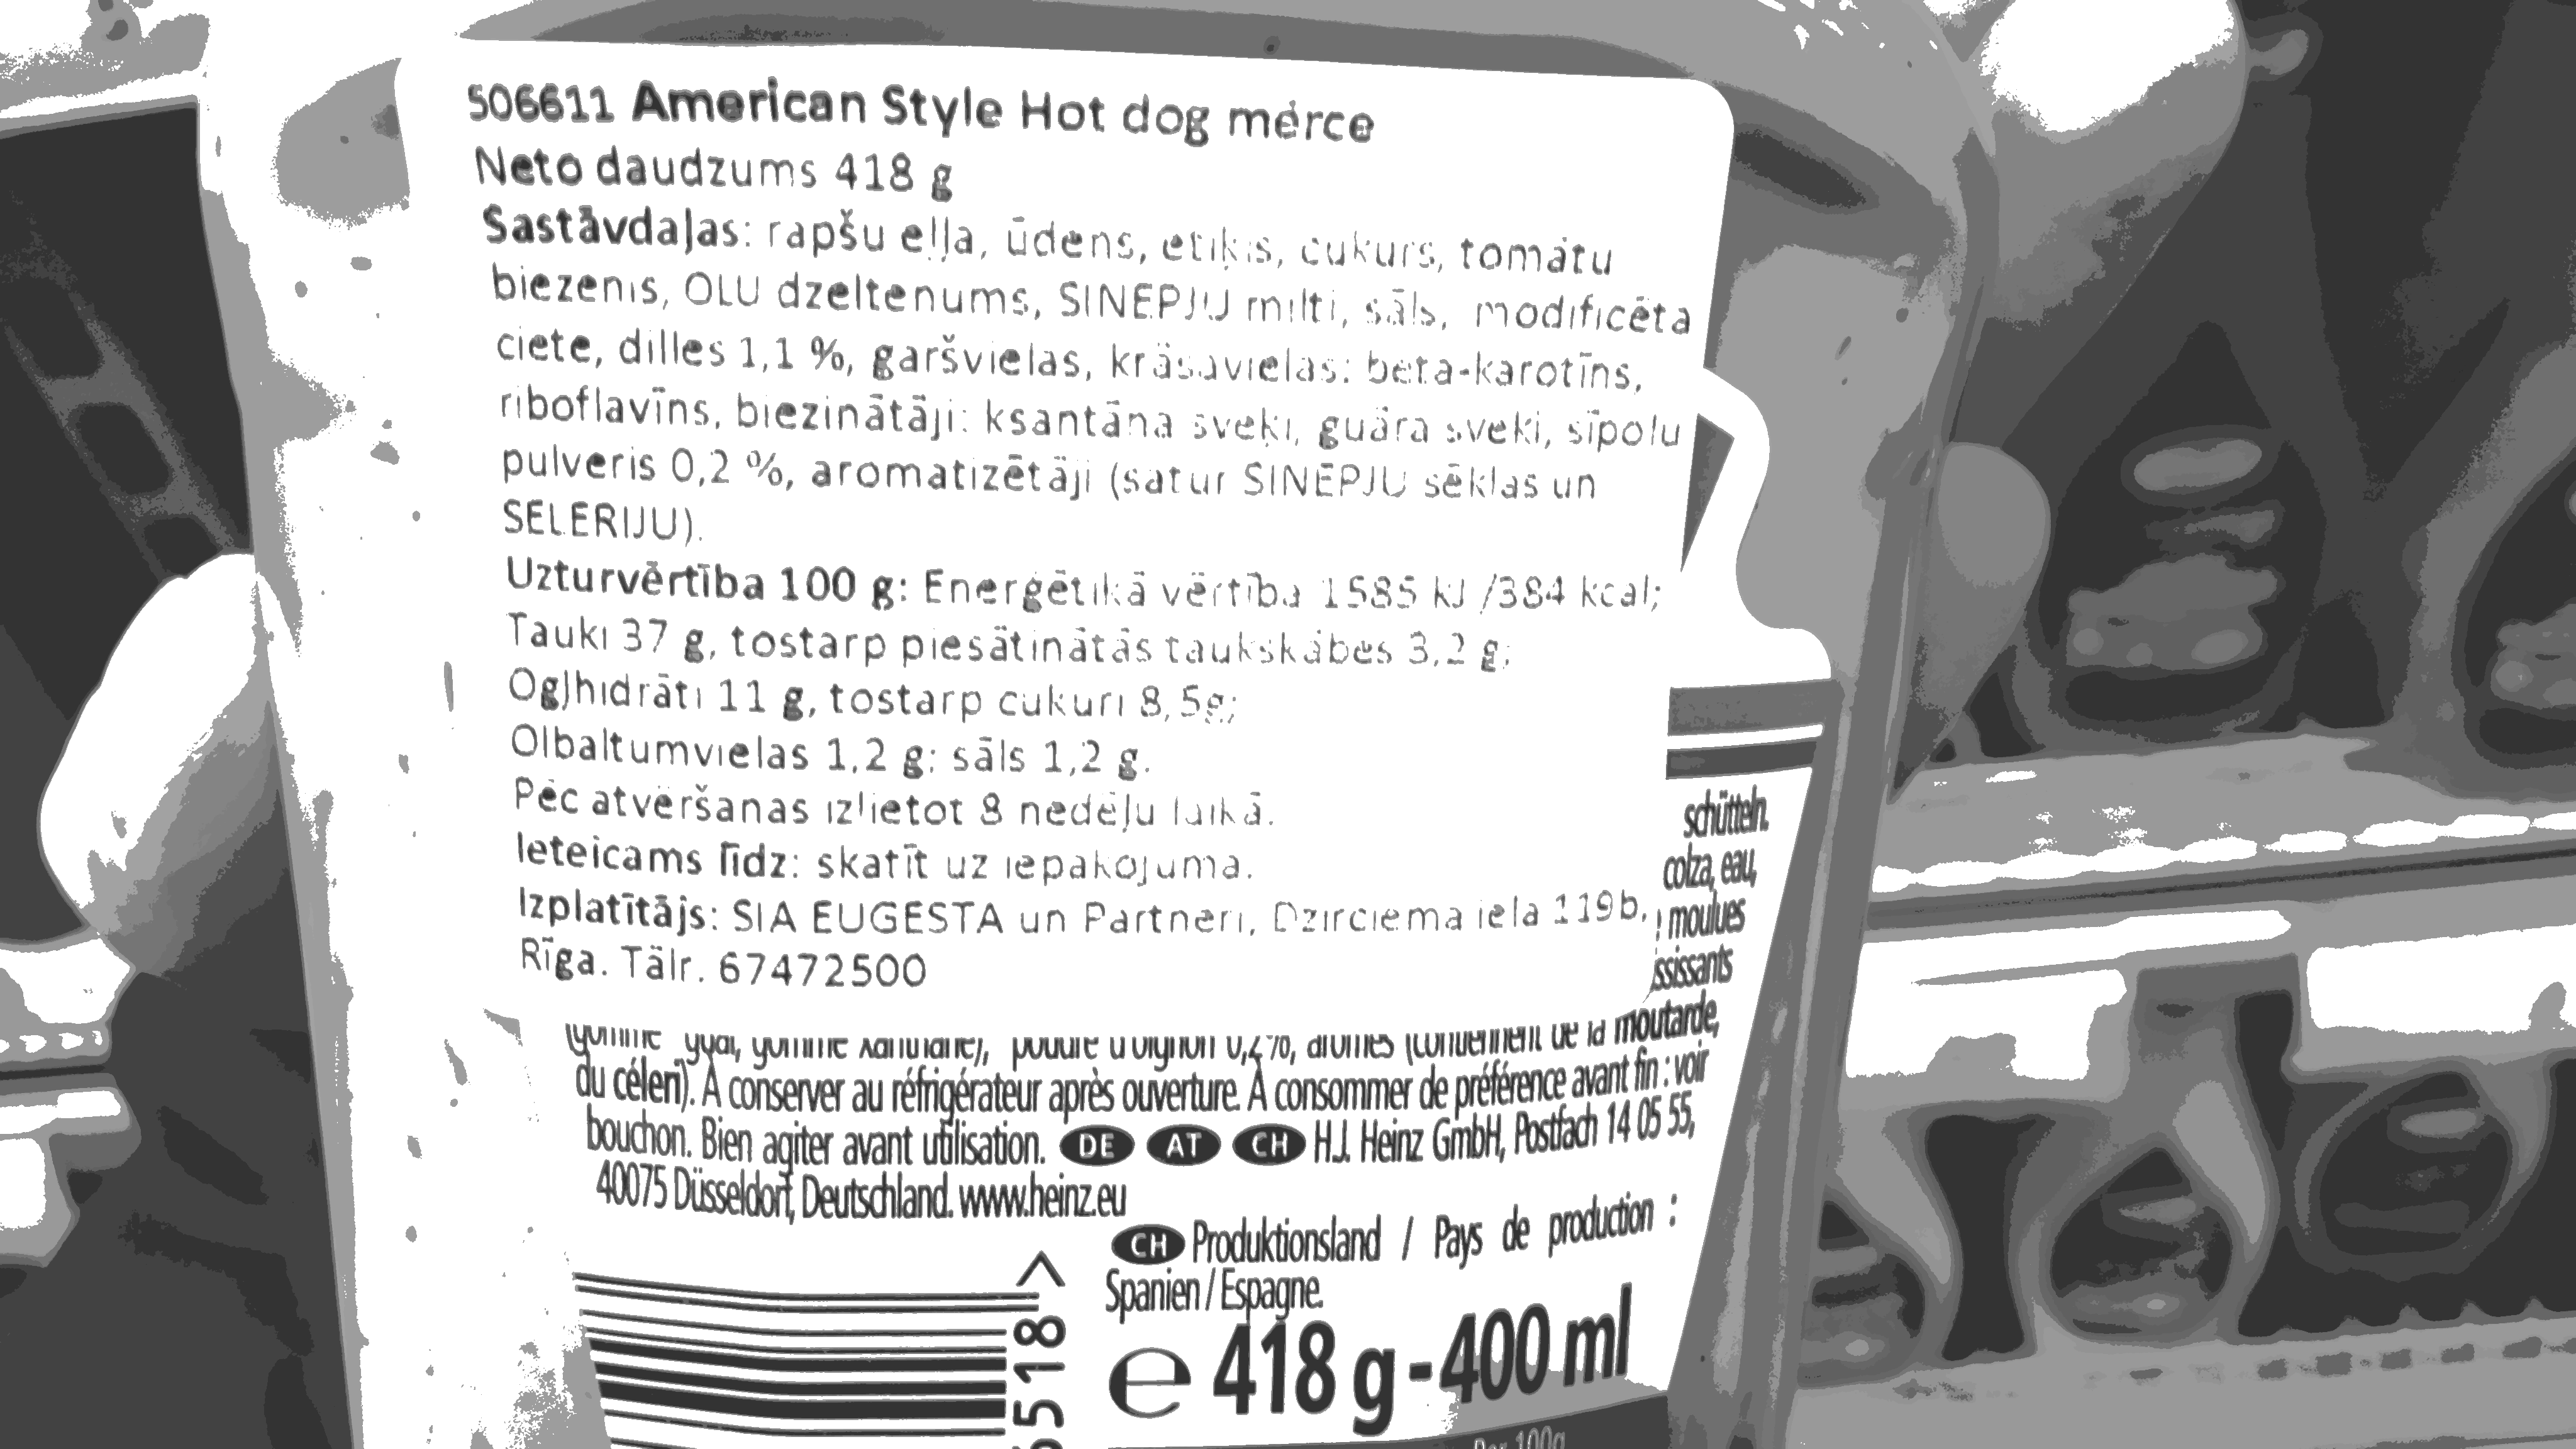 506611 American Style Hot dog mērce
Neto daudzums 418 g
Sastāvdaļas: rapšu eļļa, ūdens, etiķis, cukurs, tomātu
biezenis, OLU dzeltenums, SINEPJU milti, sāls, modificēta
ciete, dilles 1,1 %, garšvielas, krāsavielas: beta-karotīns,
riboflavīns, biezinātāji: ksantāna sveķi, guāra sveķi, sīpolu
pulveris 0,2 %, aromatizētāji (satur SINEPJU sēklas un
SELERIJU).
Uzturvērtība 100 g: Enerģētikā vērtība 1585 kJ /384 kcal;
Tauki 37 g, tostarp piesātinātās taukskābes 3,2 g;
Ogļhidrāti 11 g, tostarp cukuri 8,5g;
Olbaltumvielas 1,2 g; sāls 1,2 g.
Pēc atvēršanas izlietot 8 nedēļu laikā.
Ieteicams līdz: skatīt uz iepakojuma.
Izplatītājs: SIA EUGESTA un Partneri, Dzirciema iela 119b,
Rīga. Tālr. 67472500
schütteln.
colza, eau,
moulues
ssissants
gomme guar, gomme xanthane), poudre d'oignon 0,2%, arômes (contiennent de la moutarde,
du céleri). À conserver au réfrigérateur après ouverture. À consommer de préférence avant fin : voir
bouchon. Bien agiter avant utilisation. DE AT CH H.J. Heinz GmbH, Postfach 14 05 55,
40075 Düsseldorf, Deutschland. www.heinz.eu
CH Produktionsland / Pays de production :
Spanien / Espagne.
e 418 g - 400 ml
518>
Per 100g